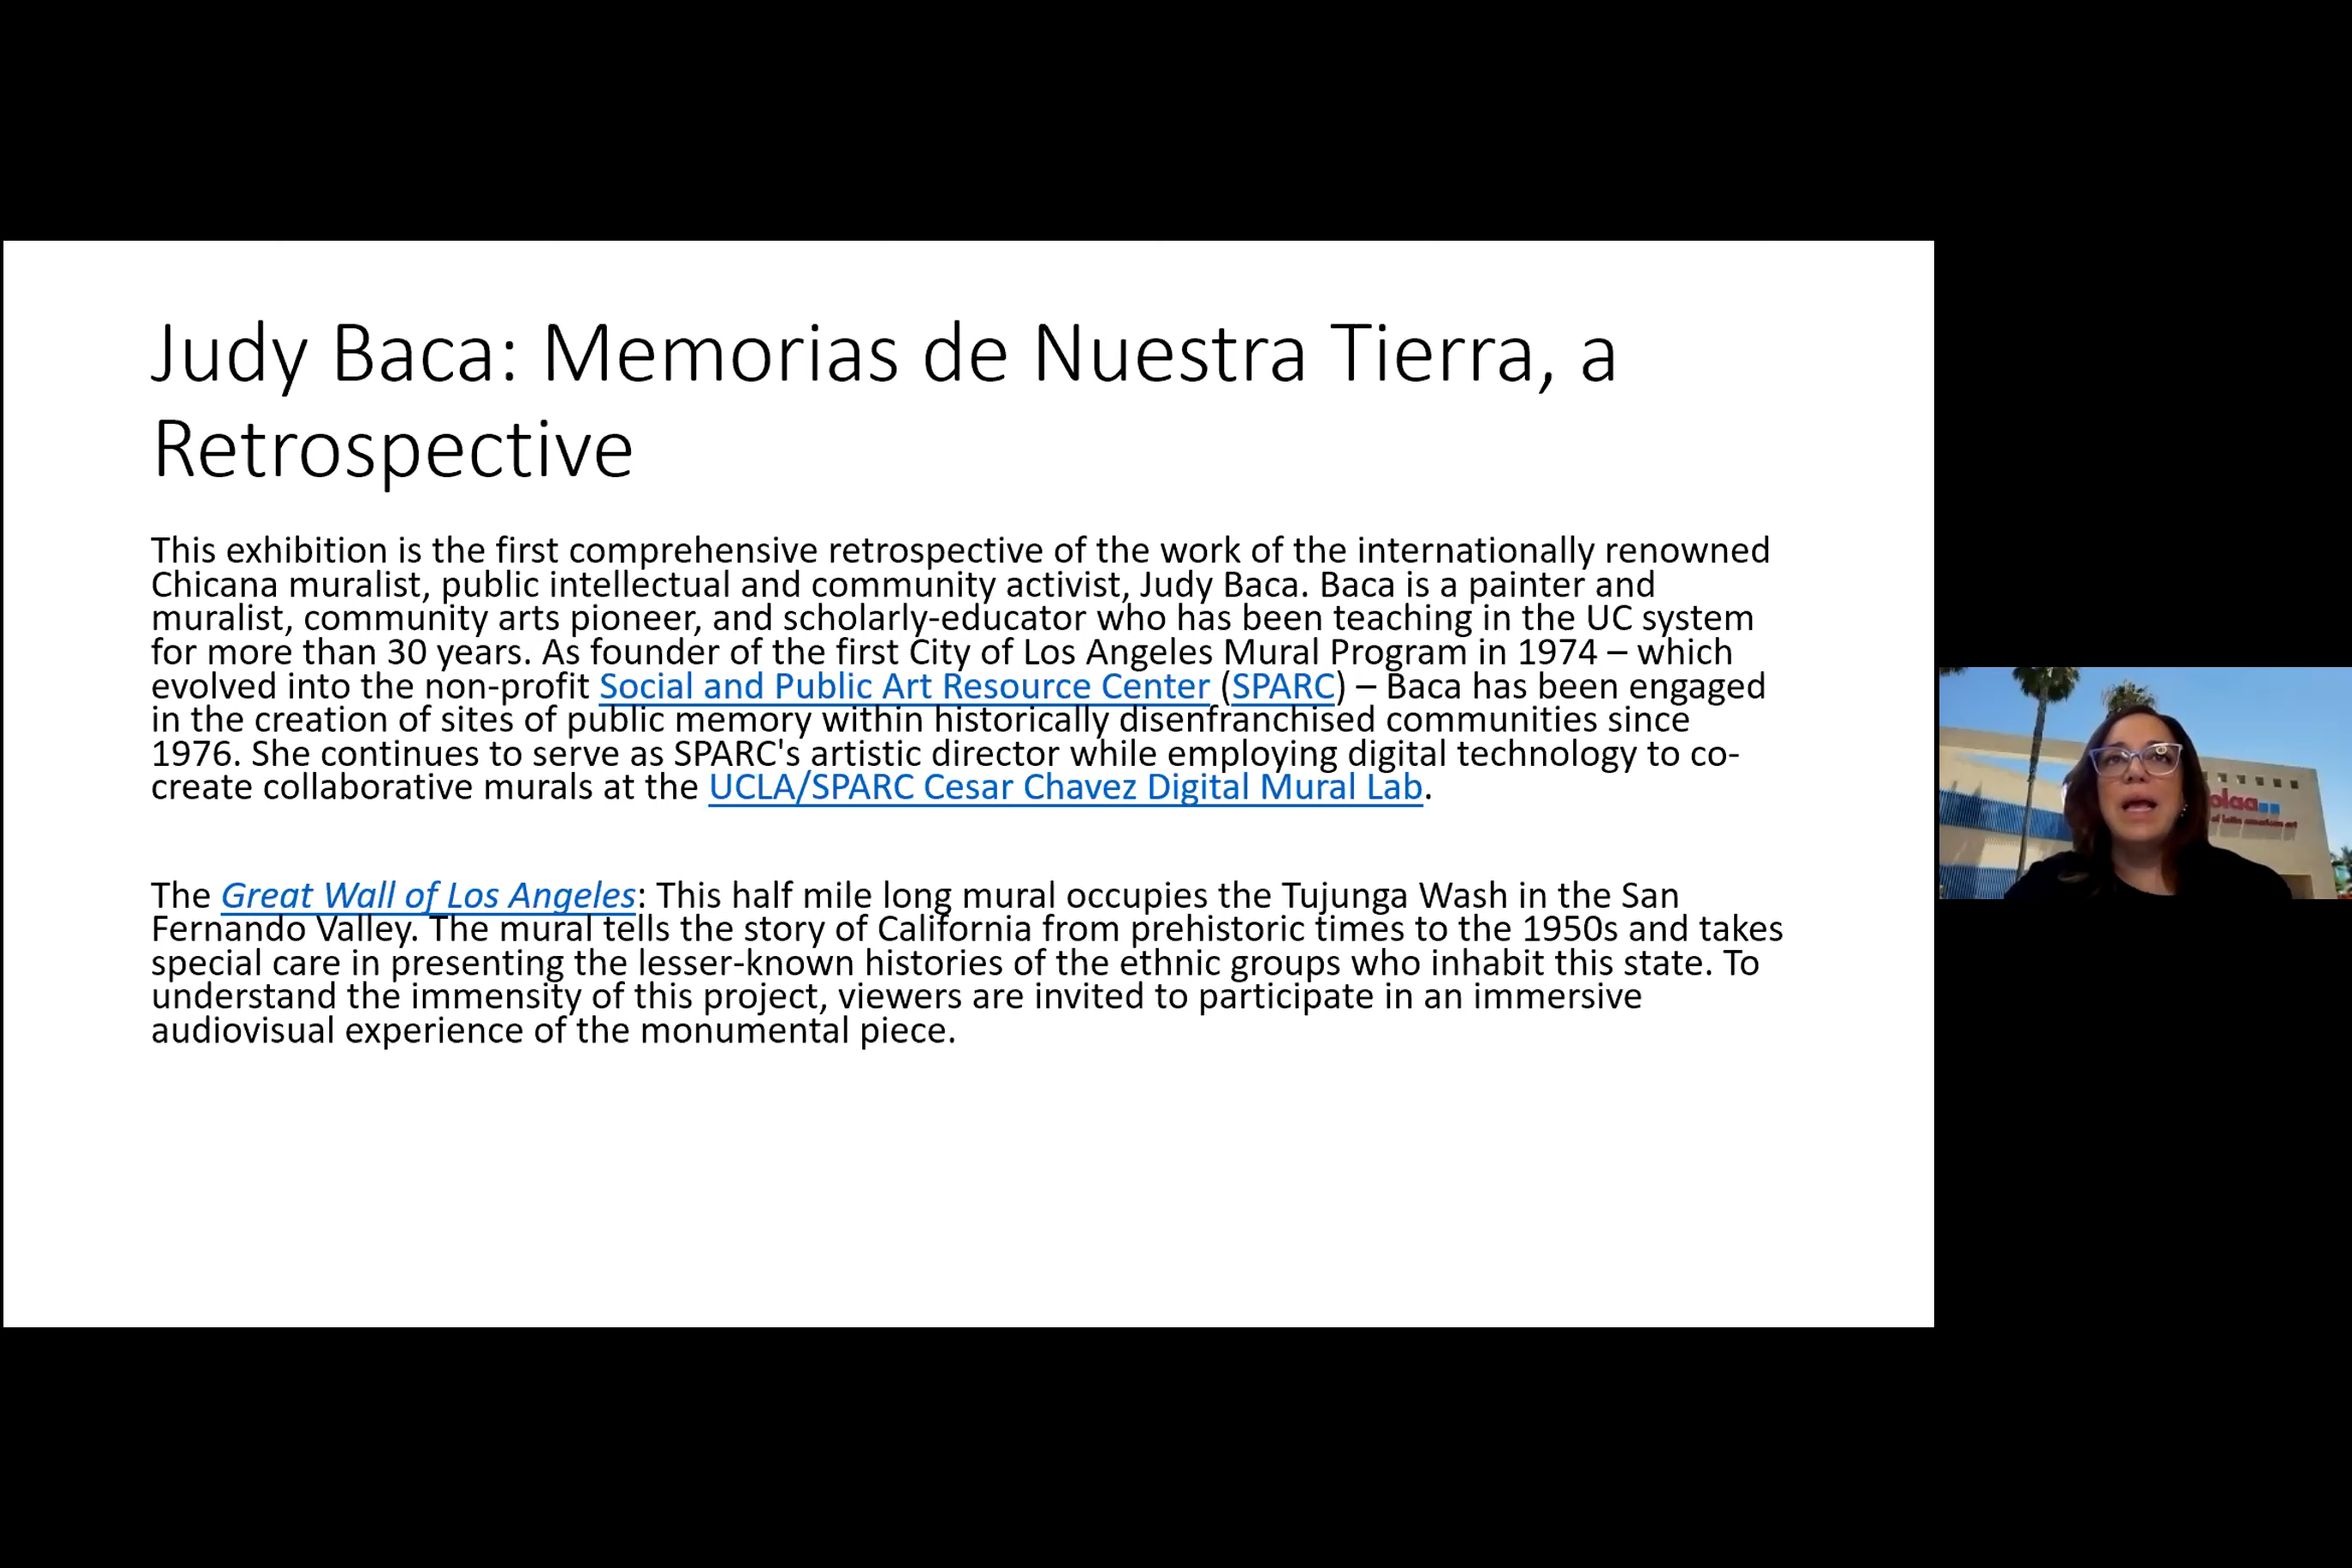 Judy Baca: Memorias de Nuestra Tierra, a
Retrospective
This exhibition is the first comprehensive retrospective of the work of the internationally renowned
Chicana muralist, public intellectual and community activist, Judy Baca. Baca is a painter and
muralist, community arts pioneer, and scholarly-educator who has been teaching in the UC system
for more than 30 years. As founder of the first City of Los Angeles Mural Program in 1974 – which
evolved into the non-profit Social and Public Art Resource Center (SPARC) – Baca has been engaged
in the creation of sites of public memory within historically disenfranchised communities since
1976. She continues to serve as SPARC's artistic director while employing digital technology to co-
create collaborative murals at the UCLA/SPARC Cesar Chavez Digital Mural Lab.
The Great Wall of Los Angeles: This half mile long mural occupies the Tujunga Wash in the San
Fernando Valley. The mural tells the story of California from prehistoric times to the 1950s and takes
special care in presenting the lesser-known histories of the ethnic groups who inhabit this state. To
understand the immensity of this project, viewers are invited to participate in an immersive
audiovisual experience of the monumental piece.
olaa
of latin american art